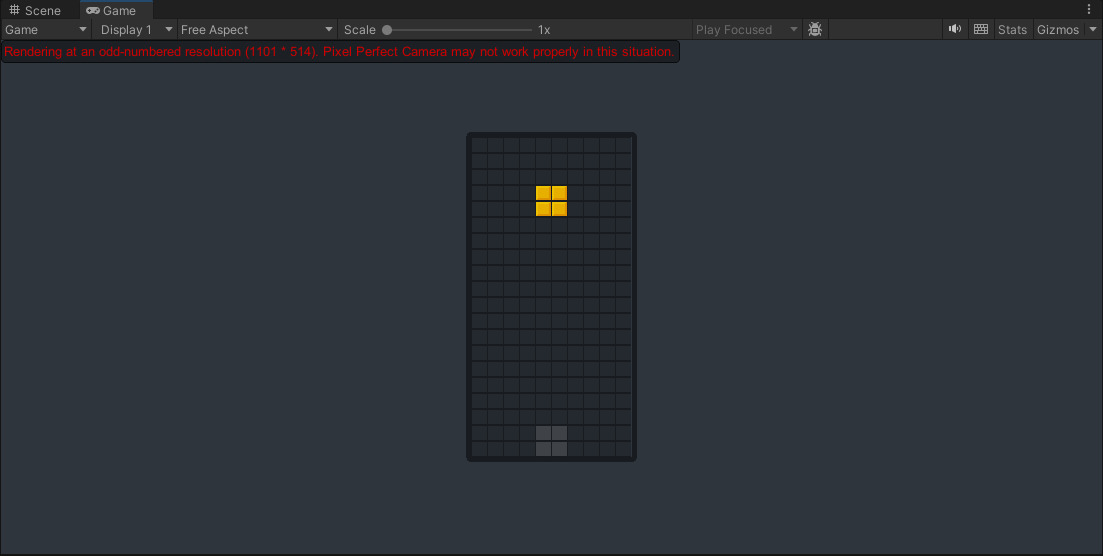 Scene Game
Game Display 1 Free Aspect Scale 1x Play Focused Stats Gizmos
Rendering at an odd-numbered resolution (1101 * 514). Pixel Perfect Camera may not work properly in this situation.